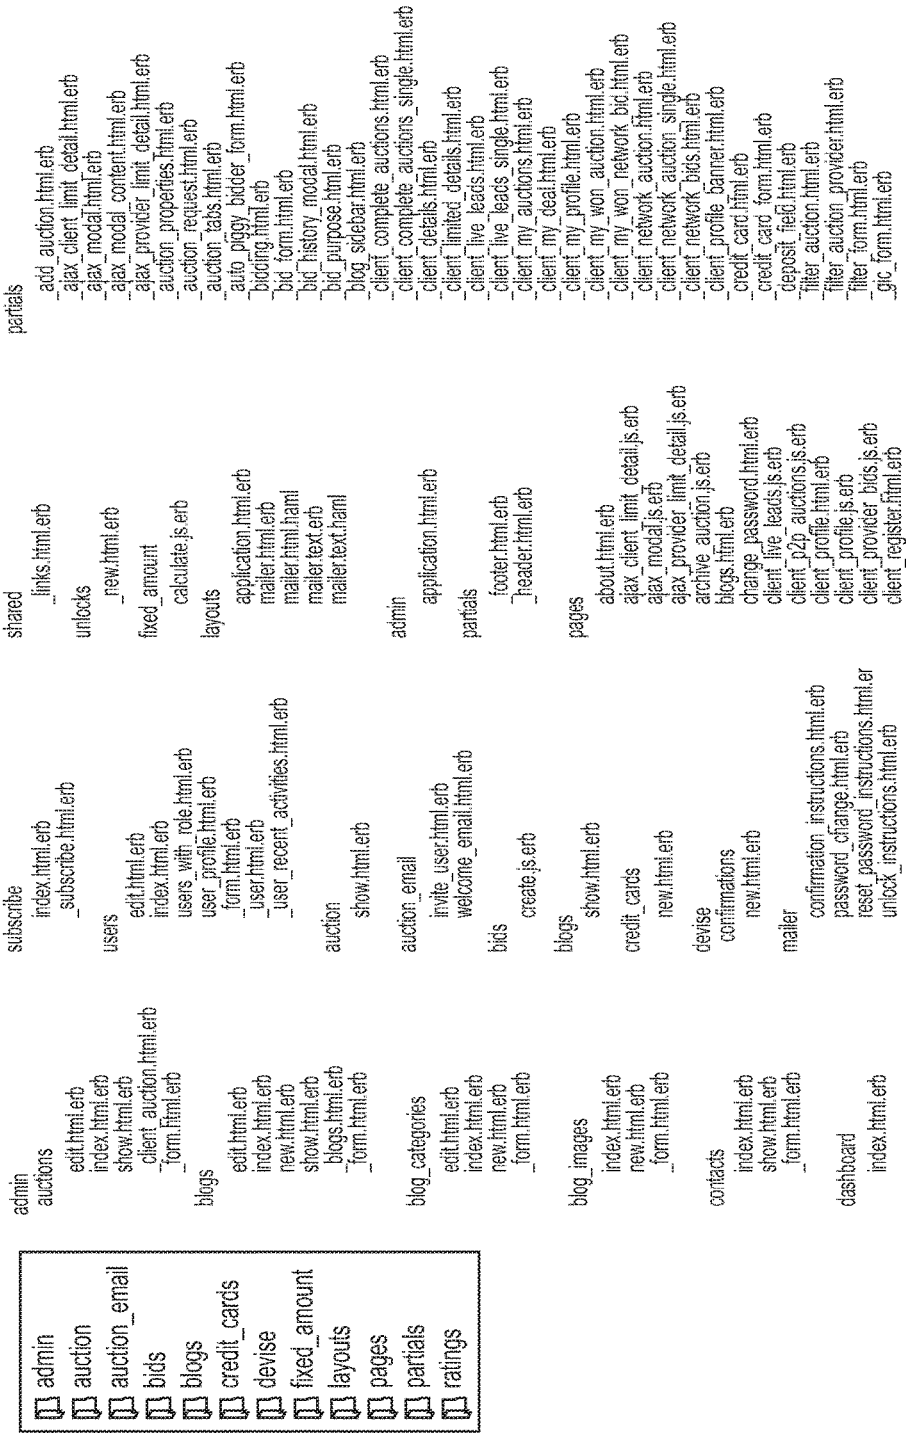 admin
auction
auction_email
bids
blogs
credit_cards
devise
fixed_amount
layouts
pages
partials
ratings
admin
auctions
edit.html.erb
index.html.erb
show.html.erb
_client_auction.html.erb
_form.html.erb
blogs
edit.html.erb
index.html.erb
new.html.erb
show.html.erb
_blogs.html.erb
_form.html.erb
blog_categories
edit.html.erb
index.html.erb
new.html.erb
_form.html.erb
blog_images
index.html.erb
new.html.erb
_form.html.erb
contacts
index.html.erb
show.html.erb
_form.html.erb
dashboard
index.html.erb
subscribe
index.html.erb
_subscribe.html.erb
users
edit.html.erb
index.html.erb
users_with_role.html.erb
user_profile.html.erb
_form.html.erb
_user.html.erb
_user_recent_activities.html.erb
auction
show.html.erb
auction_email
invite_user.html.erb
welcome_email.html.erb
bids
create.js.erb
blogs
show.html.erb
credit_cards
new.html.erb
devise
confirmations
new.html.erb
mailer
confirmation_instructions.html.erb
password_change.html.erb
reset_password_instructions.html.er
unlock_instructions.html.erb
shared
_links.html.erb
unlocks
new.html.erb
fixed_amount
calculate.js.erb
layouts
application.html.erb
mailer.html.erb
mailer.html.haml
mailer.text.erb
mailer.text.haml
admin
application.html.erb
partials
_footer.html.erb
_header.html.erb
pages
about.html.erb
ajax_client_limit_detail.js.erb
ajax_modal.js.erb
ajax_provider_limit_detail.js.erb
archive_auction.js.erb
blogs.html.erb
change_password.html.erb
client_live_leads.js.erb
client_p2p_auctions.js.erb
client_profile.html.erb
client_profile.js.erb
client_provider_bids.js.erb
client_register.html.erb
partials
_add_auction.html.erb
_ajax_client_limit_detail.html.erb
_ajax_modal.html.erb
_ajax_modal_content.html.erb
_ajax_provider_limit_detail.html.erb
_auction_properties.html.erb
_auction_request.html.erb
_auction_tabs.html.erb
_auto_piggy_bidder_form.html.erb
_bidding.html.erb
_bid_form.html.erb
_bid_history_modal.html.erb
_bid_purpose.html.erb
_blog_sidebar.html.erb
_client_complete_auctions.html.erb
_client_complete_auctions_single.html.erb
_client_details.html.erb
_client_limited_details.html.erb
_client_live_leads.html.erb
_client_live_leads_single.html.erb
_client_my_auctions.html.erb
_client_my_deal.html.erb
_client_my_profile.html.erb
_client_my_won_auction.html.erb
_client_my_won_network_bid.html.erb
_client_network_auction.html.erb
_client_network_auction_single.html.erb
_client_network_bids.html.erb
_client_profile_banner.html.erb
_credit_card.html.erb
_credit_card_form.html.erb
_deposit_field.html.erb
_filter_auction.html.erb
_filter_auction_provider.html.erb
_filter_form.html.erb
_gic_form.html.erb